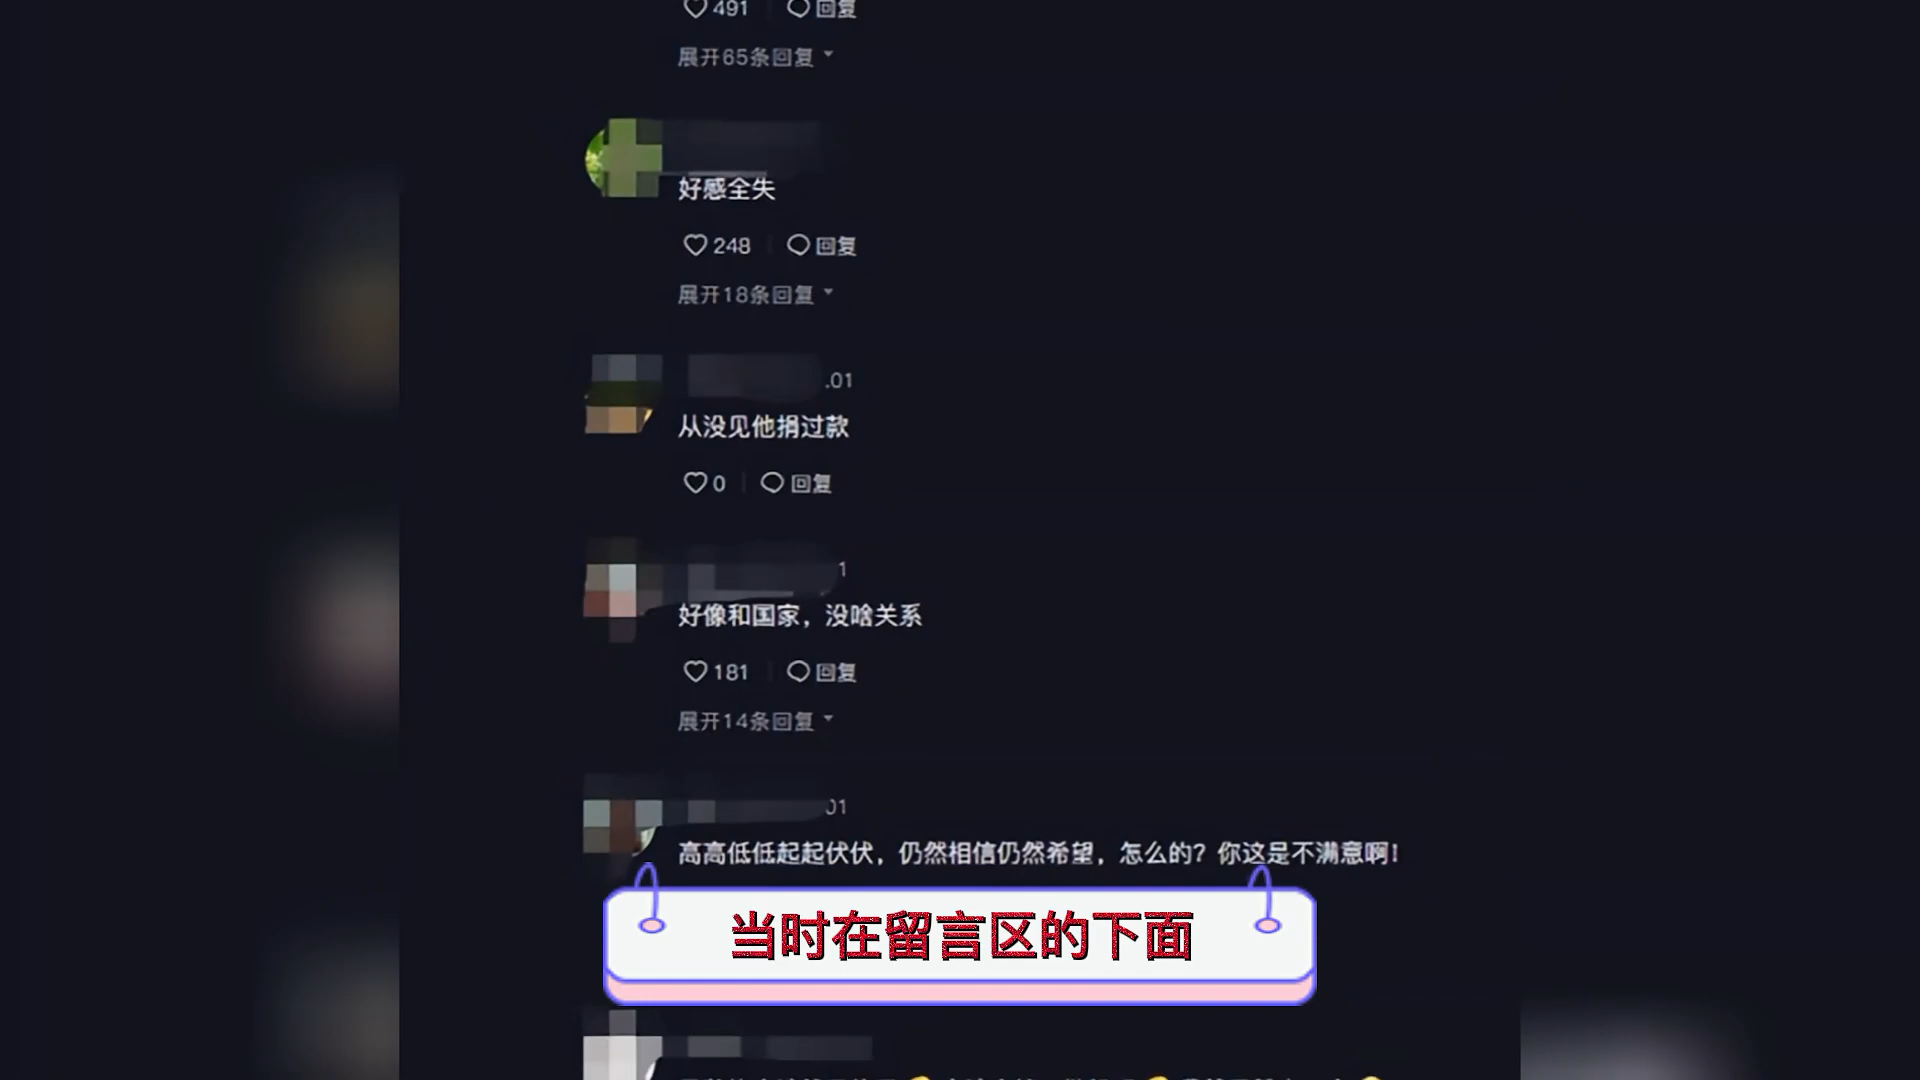 491 回复
展开65条回复
好感全失
248 回复
展开18条回复
.01
从没见他捐过款
0 回复
1
好像和国家，没啥关系
181 回复
展开14条回复
01
高高低低起起伏伏，仍然相信仍然希望，怎么的？你这是不满意啊！
当时在留言区的下面